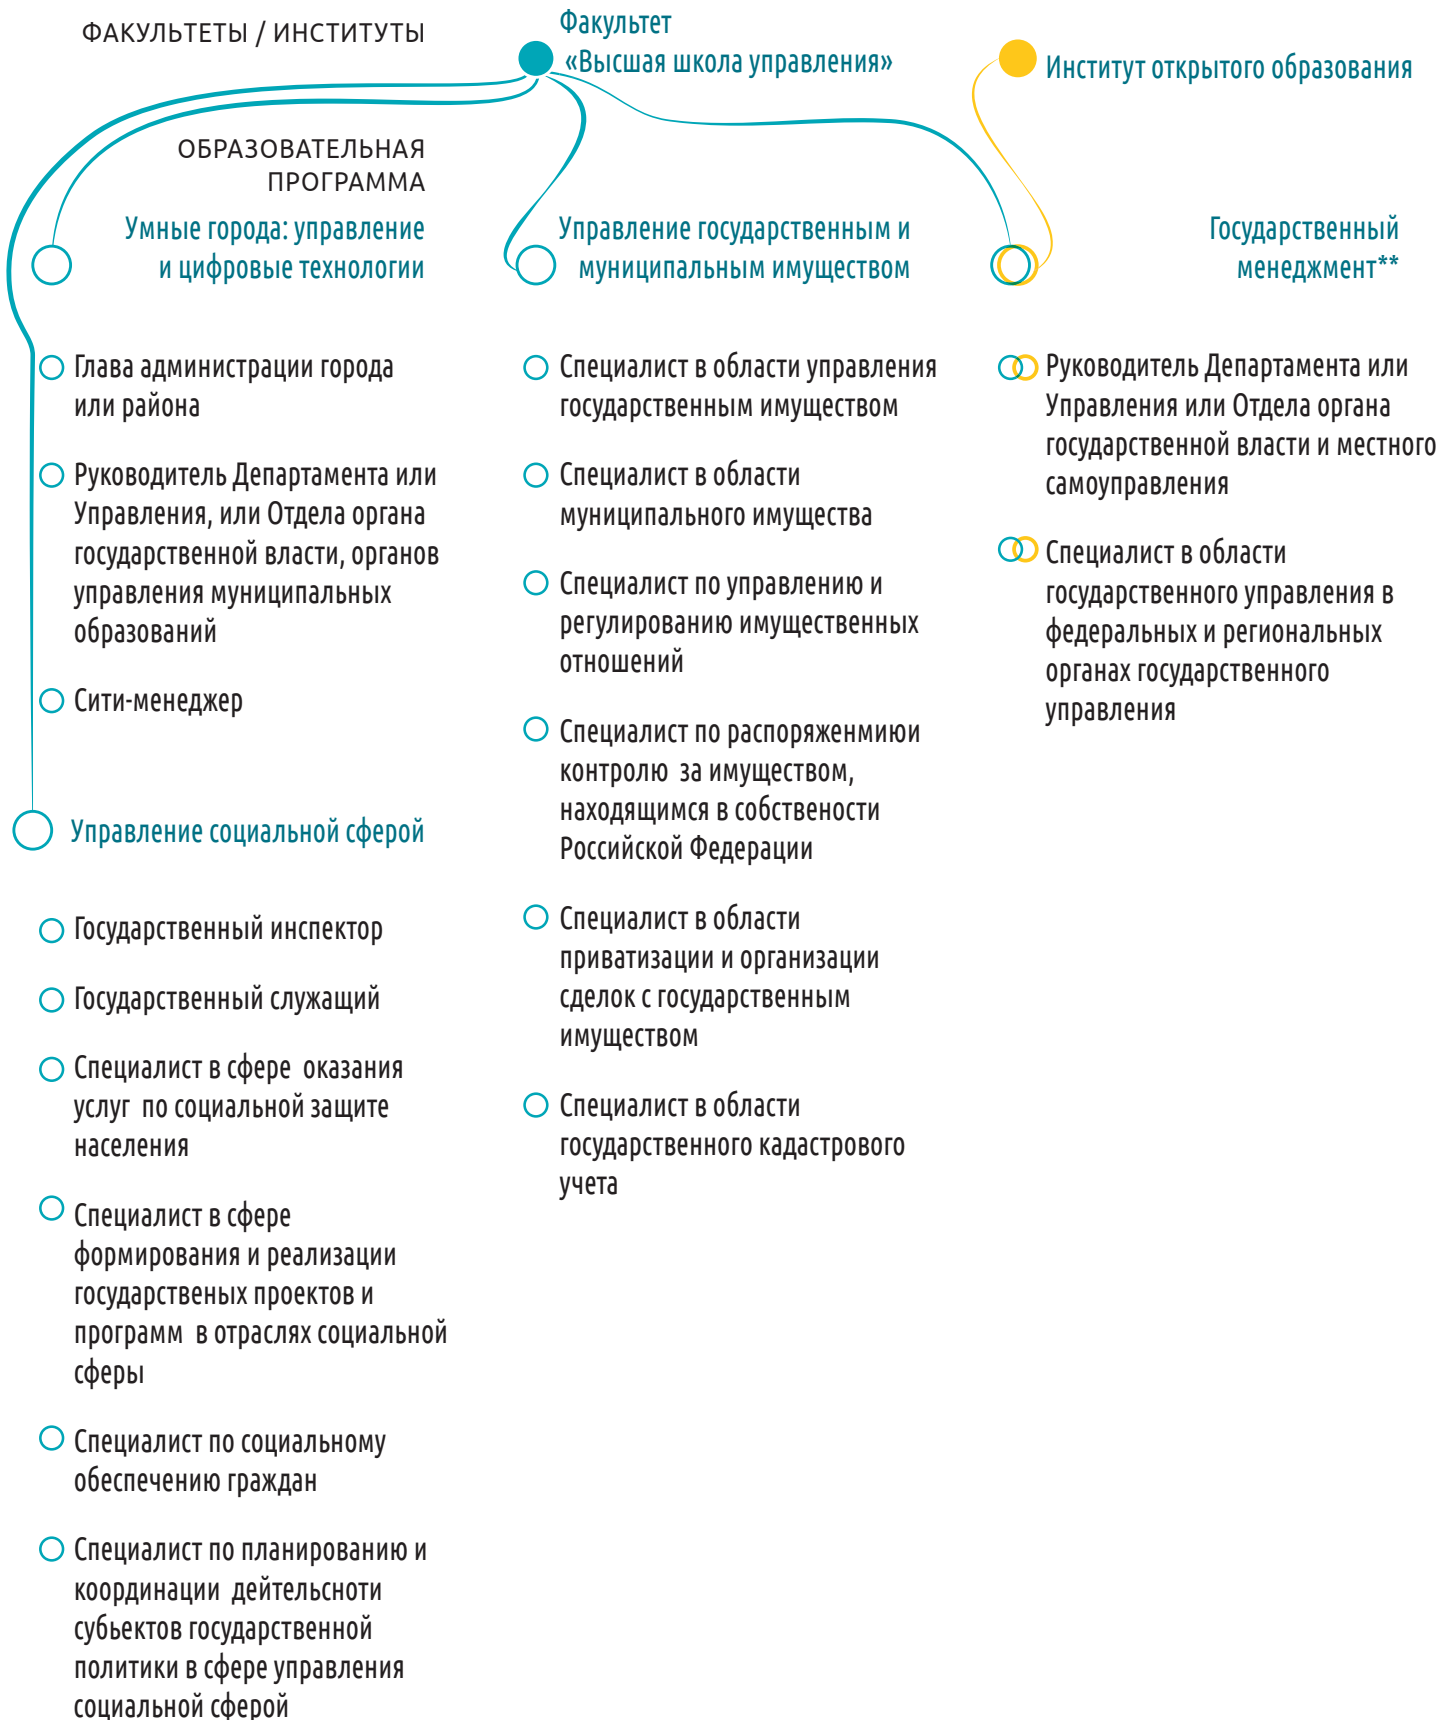 ФАКУЛЬТЕТЫ / ИНСТИТУТЫ
Факультет
«Высшая школа управления»
Институт открытого образования
ОБРАЗОВАТЕЛЬНАЯ
ПРОГРАММА
Умные города: управление
и цифровые технологии
Глава администрации города
или района
Руководитель Департамента или
Управления, или Отдела органа
государственной власти, органов
управления муниципальных
образований
Сити-менеджер
Управление социальной сферой
Государственный инспектор
Государственный служащий
Специалист в сфере оказания
услуг по социальной защите
населения
Специалист в сфере
формирования и реализации
государственых проектов и
программ в отраслях социальной
сферы
Специалист по социальному
обеспечению граждан
Специалист по планированию и
координации дейтельсноти
субьектов государственной
политики в сфере управления
социальной сферой
Управление государственным и
муниципальным имуществом
Специалист в области управления
государственным имуществом
Специалист в области
муниципального имущества
Специалист по управлению и
регулированию имущественных
отношений
Специалист по распоряженмиюи
контролю за имуществом,
находящимся в собствености
Российской Федерации
Специалист в области
приватизации и организации
сделок с государственным
имуществом
Специалист в области
государственного кадастрового
учета
Государственный
менеджмент**
Руководитель Департамента или
Управления или Отдела органа
государственной власти и местного
самоуправления
Специалист в области
государственного управления в
федеральных и региональных
органах государственного
управления